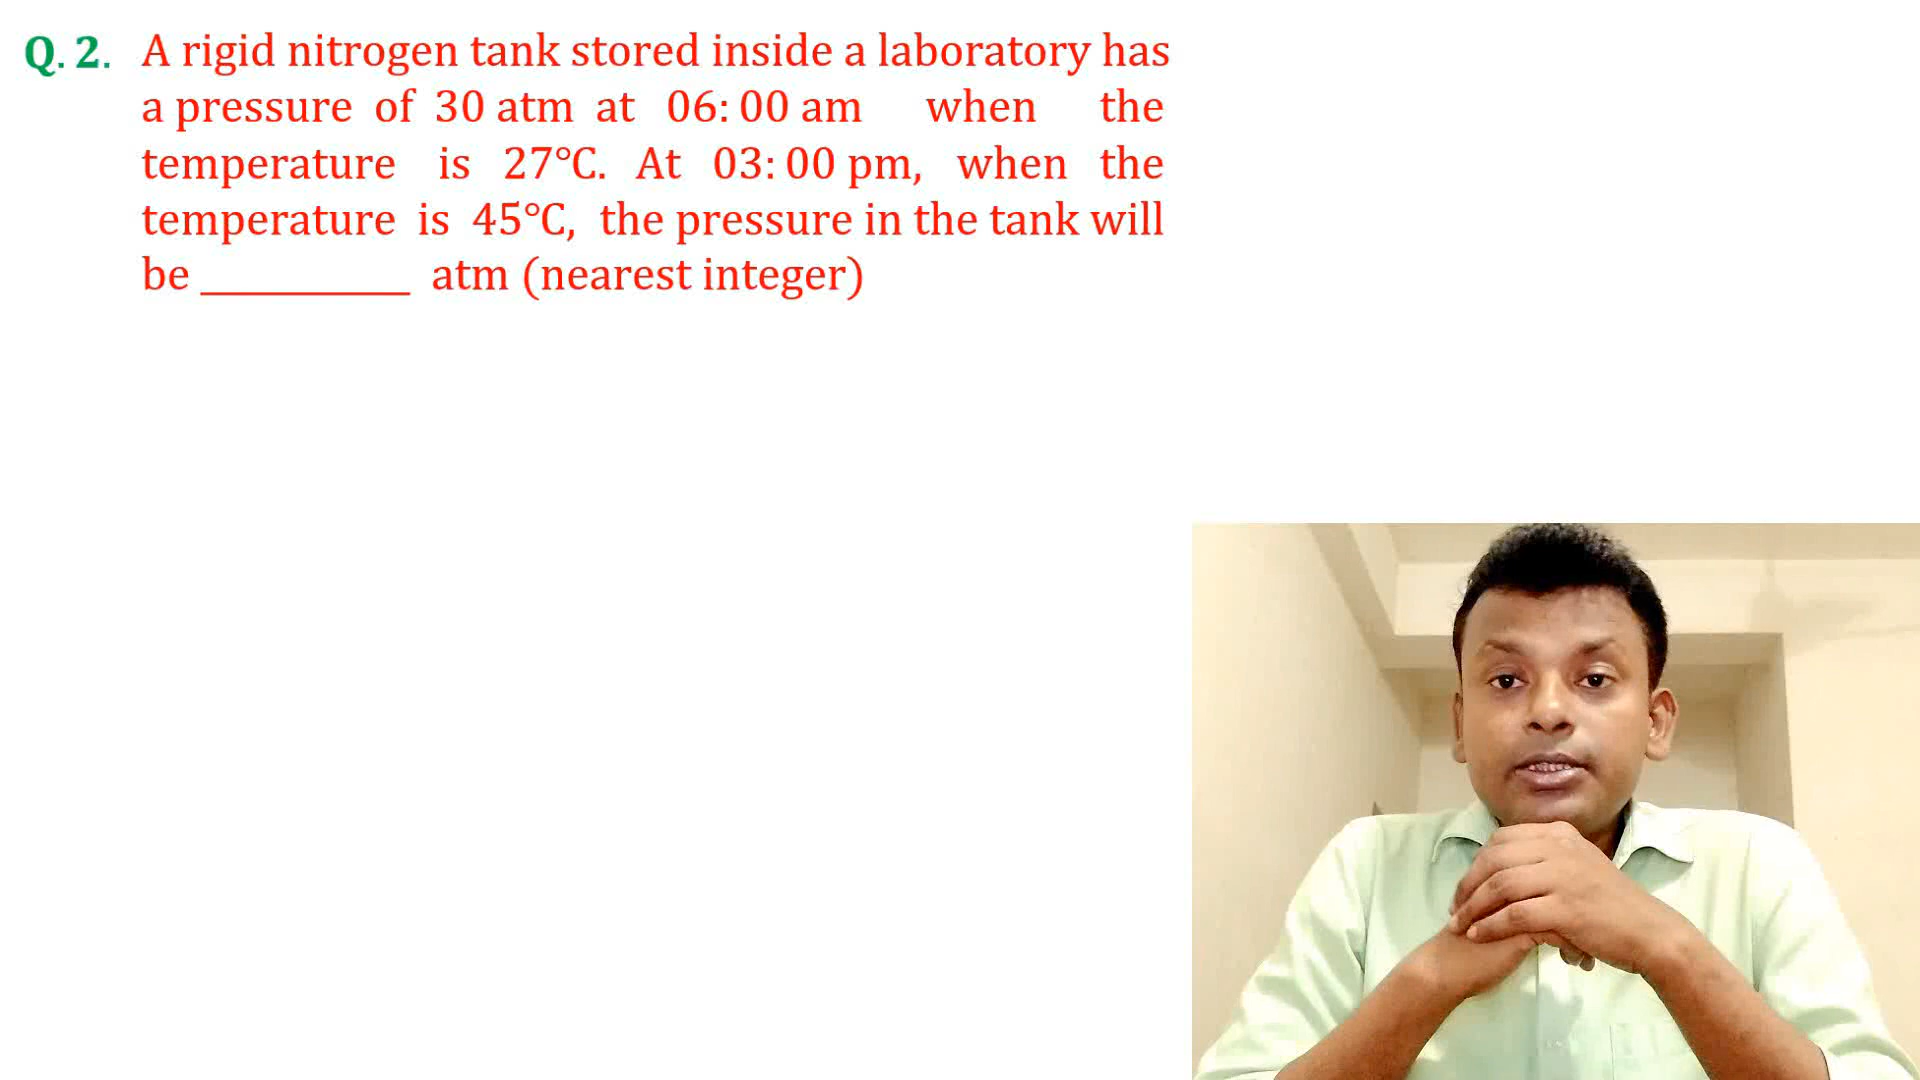 Q. 2. A rigid nitrogen tank stored inside a laboratory has
a pressure of 30 atm at 06: 00 am when the
temperature is 27°C. At 03: 00 pm, when the
temperature is 45°C, the pressure in the tank will
be __________ atm (nearest integer)